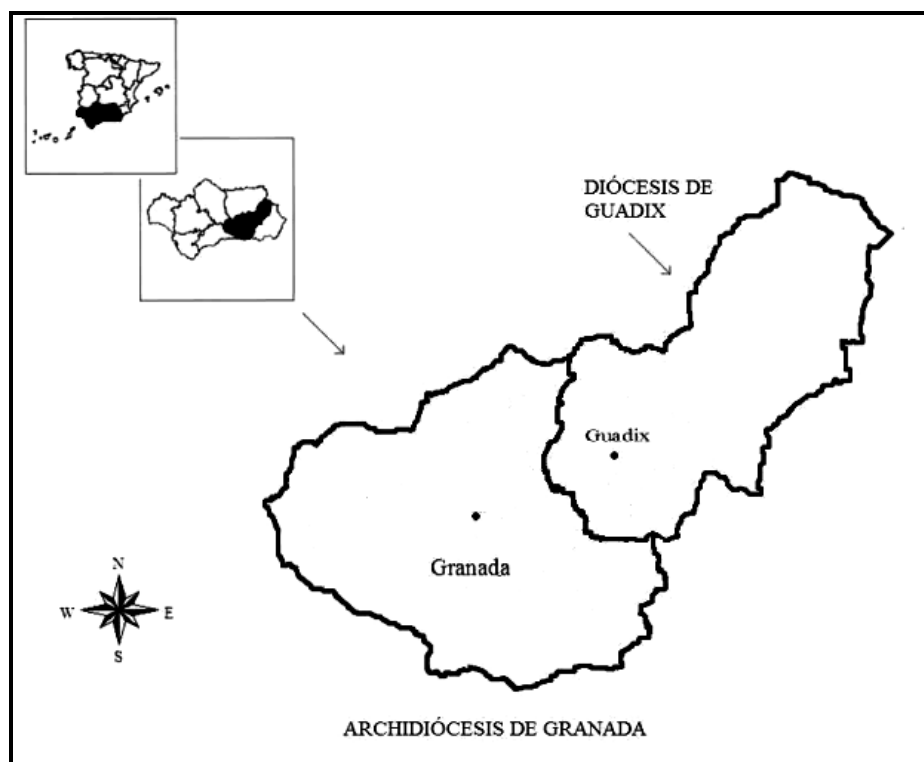 DIÓCESIS DE
GUADIX
Guadix
Granada
N
W E
S
ARCHIDIÓCESIS DE GRANADA